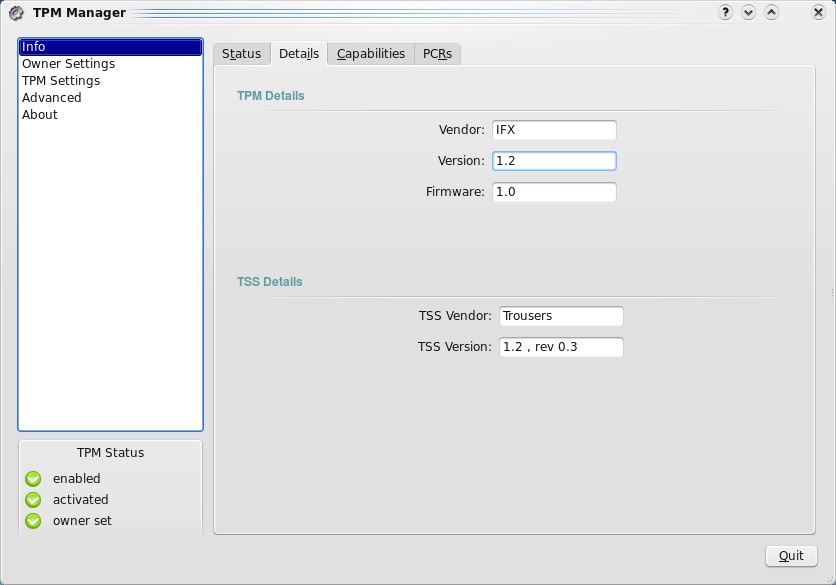 TPM Manager
?
Info
Owner Settings
TPM Settings
Advanced
About
Status Details Capabilities PCRs
TPM Details
Vendor: IFX
Version: 1.2
Firmware: 1.0
TSS Details
TSS Vendor: Trousers
TSS Version: 1.2 , rev 0.3
TPM Status
enabled
activated
owner set
Quit